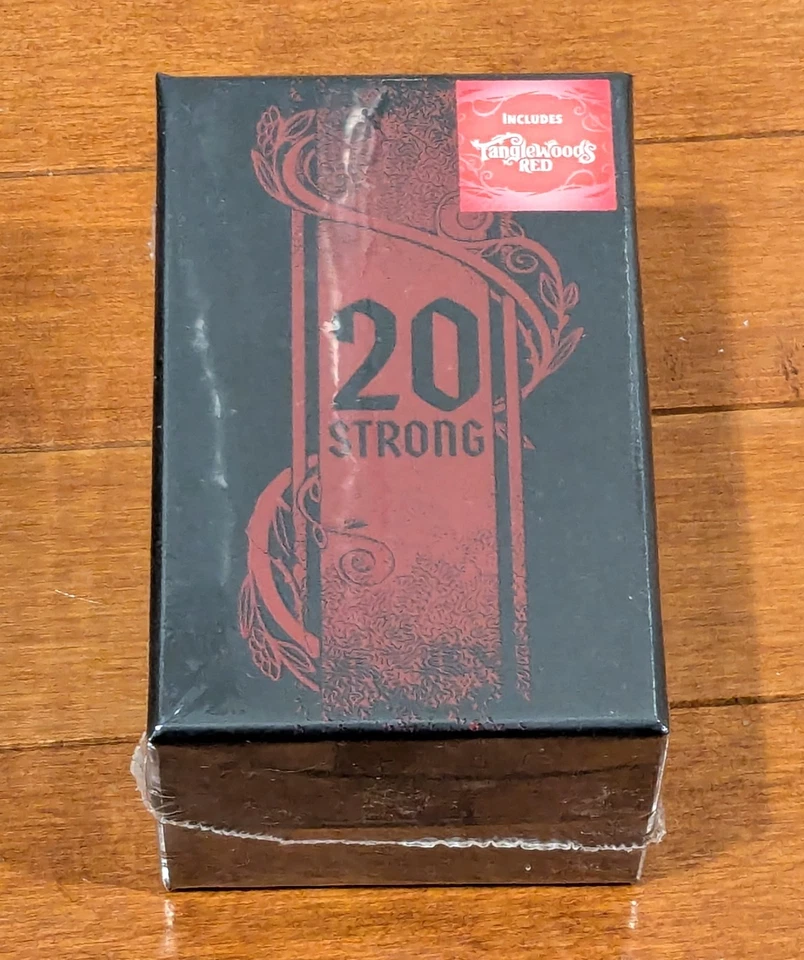 INCLUDES
Tanglewoods
RED
20
STRONG